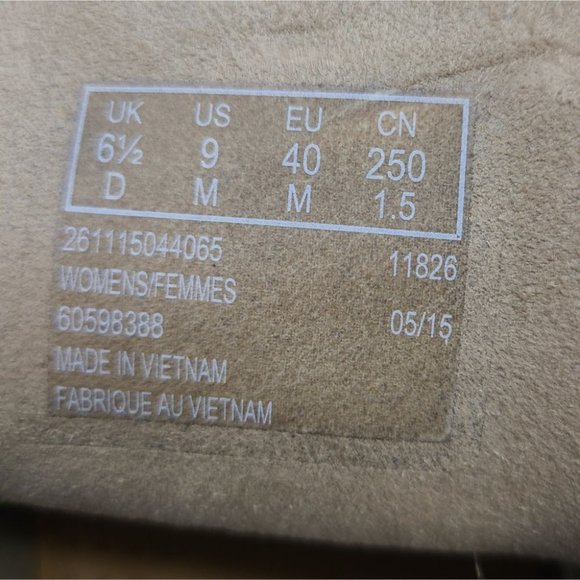 UK US EU CN
6½ 9 40 250
D M M 1.5
261115044065 11826
WOMENS/FEMMES
60598388 05/15
MADE IN VIETNAM
FABRIQUE AU VIETNAM